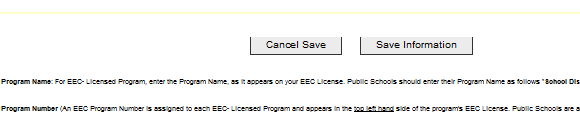 Cancel Save Save Information
Program Name: For EEC- Licensed Program, enter the Program Name, as it appears on your EEC License. Public Schools should enter their Program Name as follows "School Dis
Program Number (An EEC Program Number is assigned to each EEC- Licensed Program and appears in the top left hand side of the program's EEC License. Public Schools are a